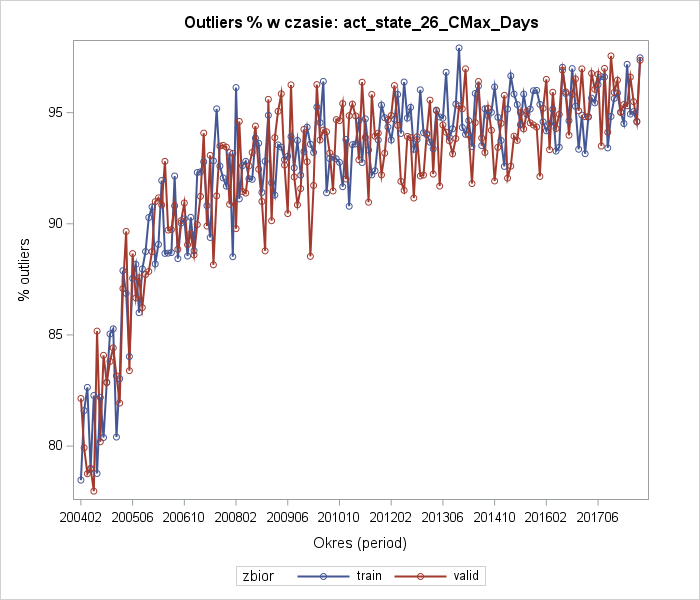 Outliers % w czasie: act_state_26_CMax_Days
% outliers
95
90
85
80
200402 200506 200610 200802 200906 201010 201202 201306 201410 201602 201706
Okres (period)
zbior train valid